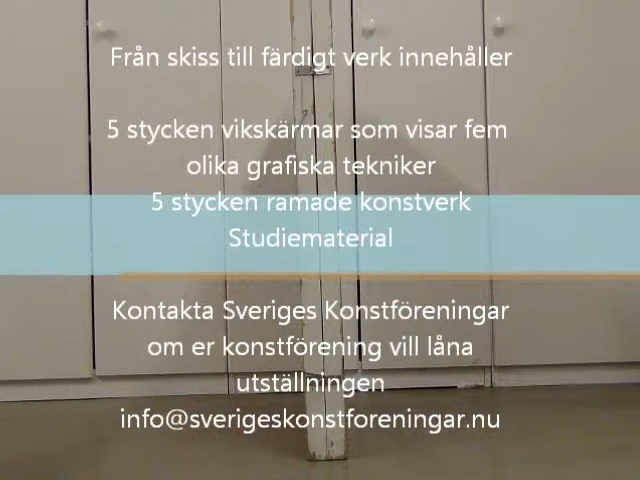 Från skiss till färdigt verk innehåller
5 stycken vikskärmar som visar fem
olika grafiska tekniker
5 stycken ramade konstverk
Studiematerial
Kontakta Sveriges Konstföreningar
om er konstförening vill låna
utställningen
info@sverigeskonstforeningar.nu